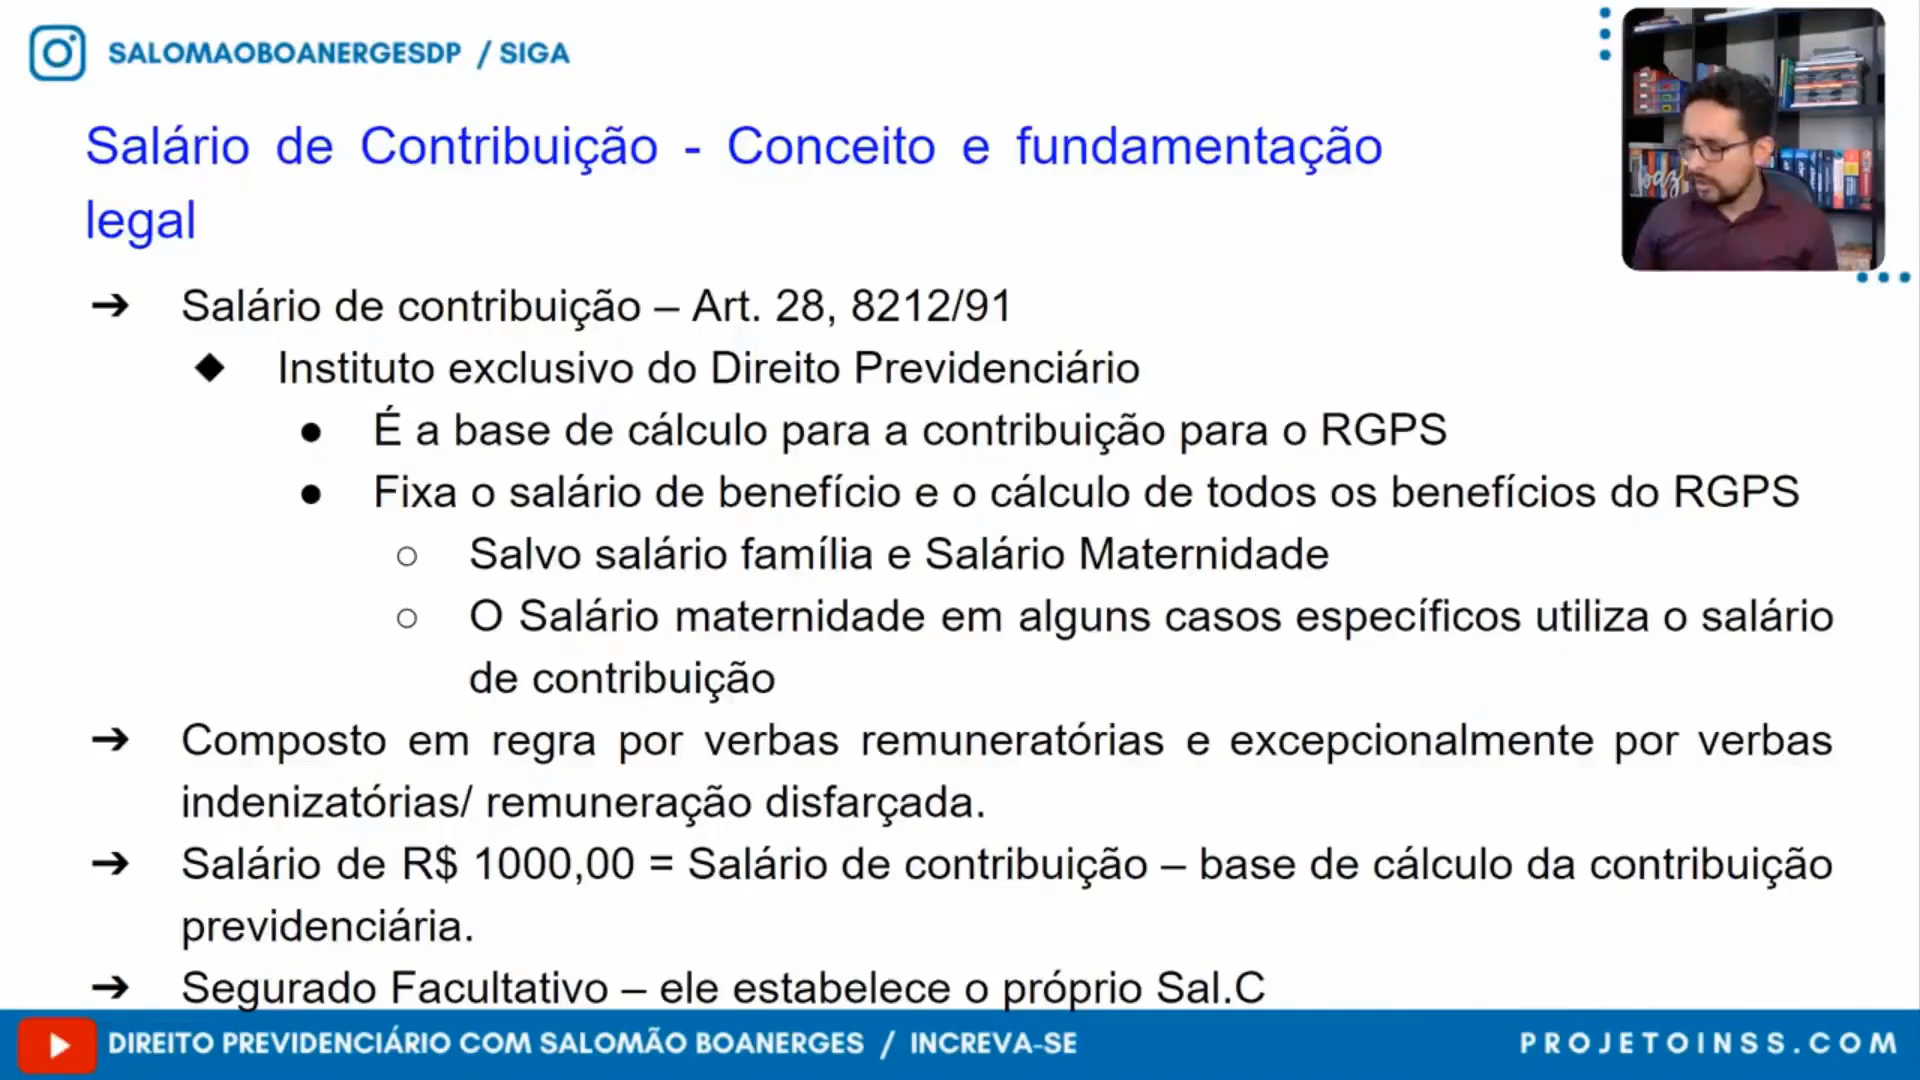 SALOMAOBOANERGESDP / SIGA
Salário de Contribuição - Conceito e fundamentação
legal
➔ Salário de contribuição – Art. 28, 8212/91
◆ Instituto exclusivo do Direito Previdenciário
● É a base de cálculo para a contribuição para o RGPS
● Fixa o salário de benefício e o cálculo de todos os benefícios do RGPS
○ Salvo salário família e Salário Maternidade
○ O Salário maternidade em alguns casos específicos utiliza o salário
de contribuição
➔ Composto em regra por verbas remuneratórias e excepcionalmente por verbas
indenizatórias/ remuneração disfarçada.
➔ Salário de R$ 1000,00 = Salário de contribuição – base de cálculo da contribuição
previdenciária.
➔ Segurado Facultativo – ele estabelece o próprio Sal.C
DIREITO PREVIDENCIÁRIO COM SALOMÃO BOANERGES / INCREVA-SE
PROJETOINSS.COM